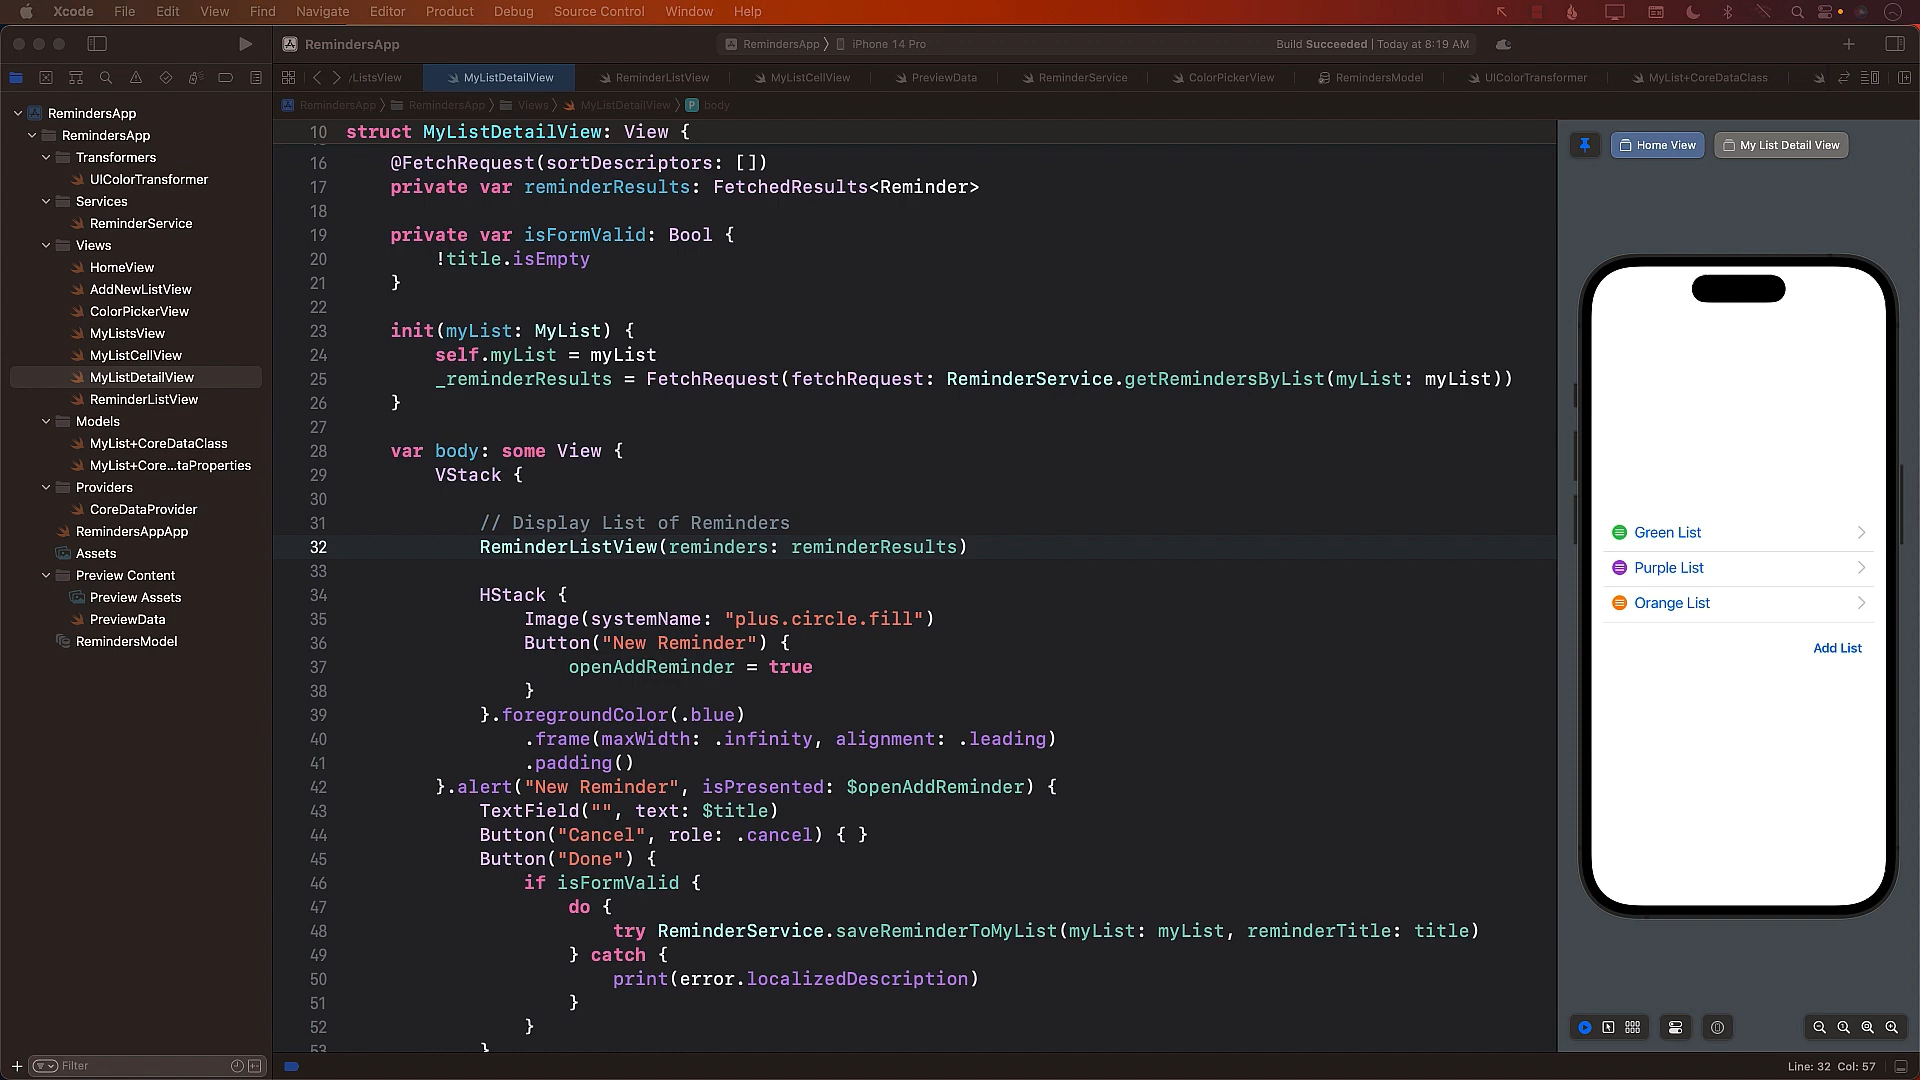 Xcode File Edit View Find Navigate Editor Product Debug Source Control Window Help
RemindersApp
RemindersApp 〉 iPhone 14 Pro
Build Succeeded | Today at 8:19 AM
/ListsView MyListDetailView ReminderListView MyListCellView PreviewData ReminderService ColorPickerView RemindersModel UIColorTransformer MyList+CoreDataClass
RemindersApp 〉 RemindersApp 〉 Views 〉 MyListDetailView 〉 P body
RemindersApp
RemindersApp
Transformers
UIColorTransformer
Services
ReminderService
Views
HomeView
AddNewListView
ColorPickerView
MyListsView
MyListCellView
MyListDetailView
ReminderListView
Models
MyList+CoreDataClass
MyList+Core...taProperties
Providers
CoreDataProvider
RemindersAppApp
Assets
Preview Content
Preview Assets
PreviewData
RemindersModel
Filter
10 struct MyListDetailView: View {
16 @FetchRequest(sortDescriptors: [])
17 private var reminderResults: FetchedResults<Reminder>
18
19 private var isFormValid: Bool {
20 !title.isEmpty
21 }
22
23 init(myList: MyList) {
24 self.myList = myList
25 _reminderResults = FetchRequest(fetchRequest: ReminderService.getRemindersByList(myList: myList))
26 }
27
28 var body: some View {
29 VStack {
30
31 // Display List of Reminders
32 ReminderListView(reminders: reminderResults)
33
34 HStack {
35 Image(systemName: "plus.circle.fill")
36 Button("New Reminder") {
37 openAddReminder = true
38 }
39 }.foregroundColor(.blue)
40 .frame(maxWidth: .infinity, alignment: .leading)
41 .padding()
42 }.alert("New Reminder", isPresented: $openAddReminder) {
43 TextField("", text: $title)
44 Button("Cancel", role: .cancel) { }
45 Button("Done") {
46 if isFormValid {
47 do {
48 try ReminderService.saveReminderToMyList(myList: myList, reminderTitle: title)
49 } catch {
50 print(error.localizedDescription)
51 }
52 }
53 }
Home View My List Detail View
Green List
Purple List
Orange List
Add List
Line: 32 Col: 57